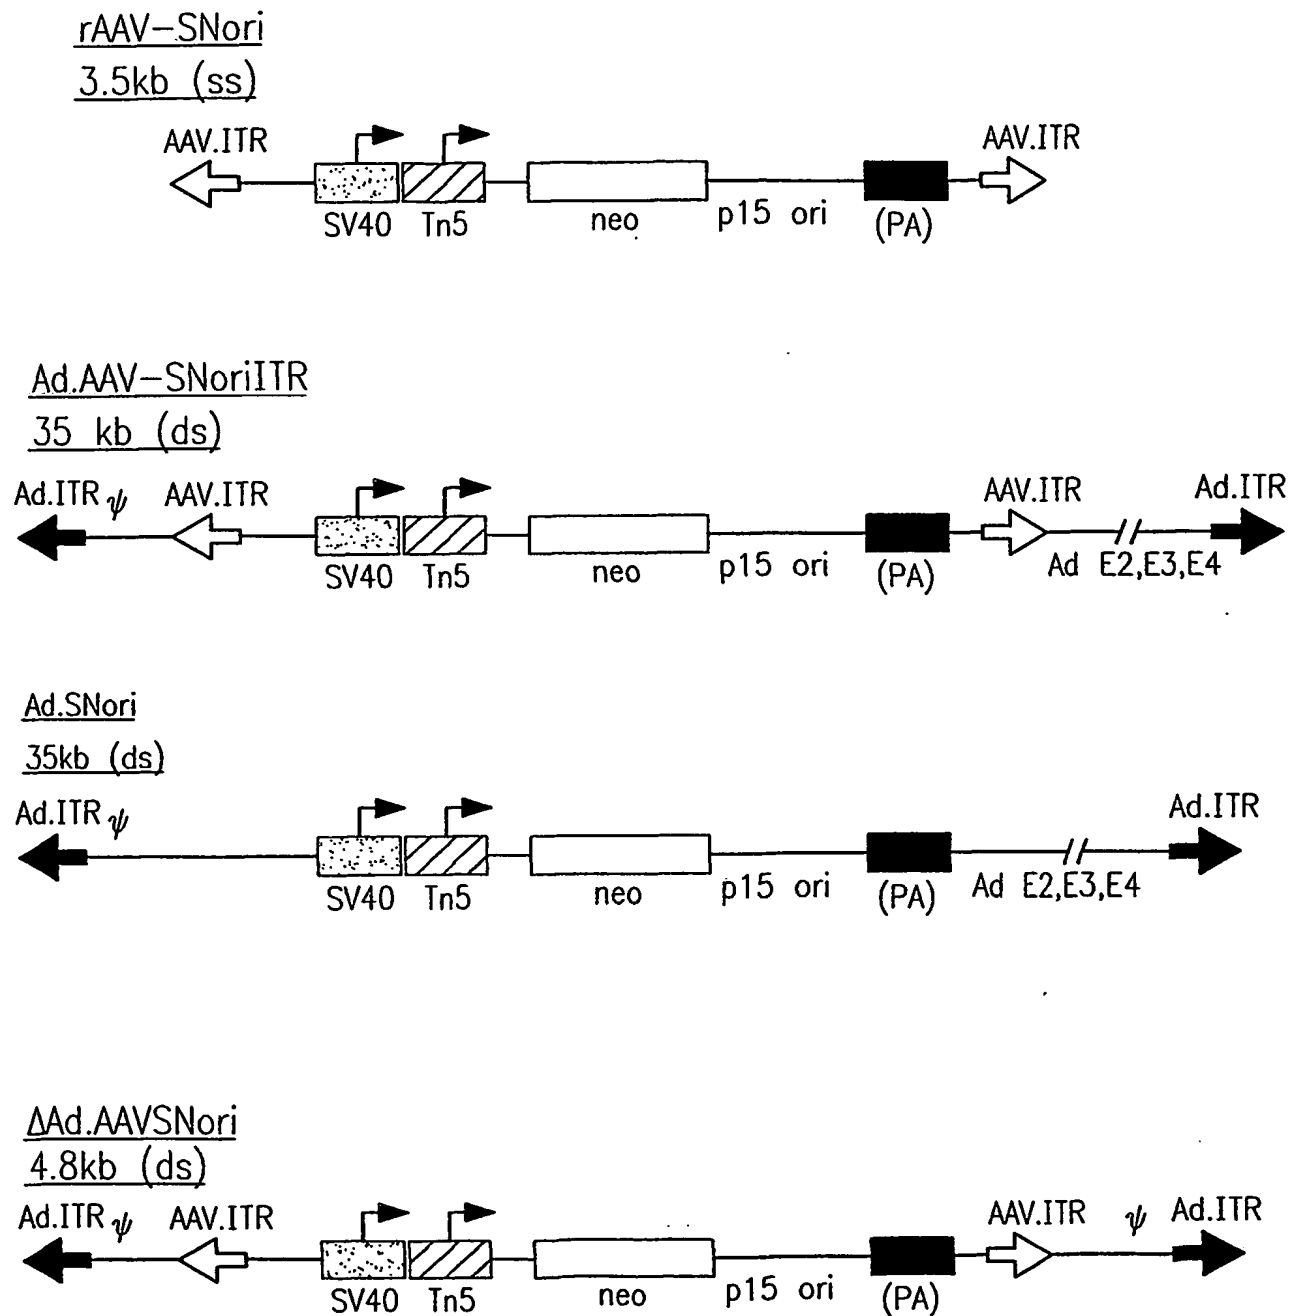 rAAV-SNori
3.5kb (ss)
AAV.ITR AAV.ITR
SV40 Tn5 neo p15 ori (PA)
Ad.AAV-SNoriITR
35 kb (ds)
Ad.ITR ψ AAV.ITR AAV.ITR Ad.ITR
SV40 Tn5 neo p15 ori (PA) Ad E2,E3,E4
Ad.SNori
35kb (ds)
Ad.ITR ψ Ad.ITR
SV40 Tn5 neo p15 ori (PA) Ad E2,E3,E4
ΔAd.AAVSNori
4.8kb (ds)
Ad.ITR ψ AAV.ITR AAV.ITR ψ Ad.ITR
SV40 Tn5 neo p15 ori (PA)